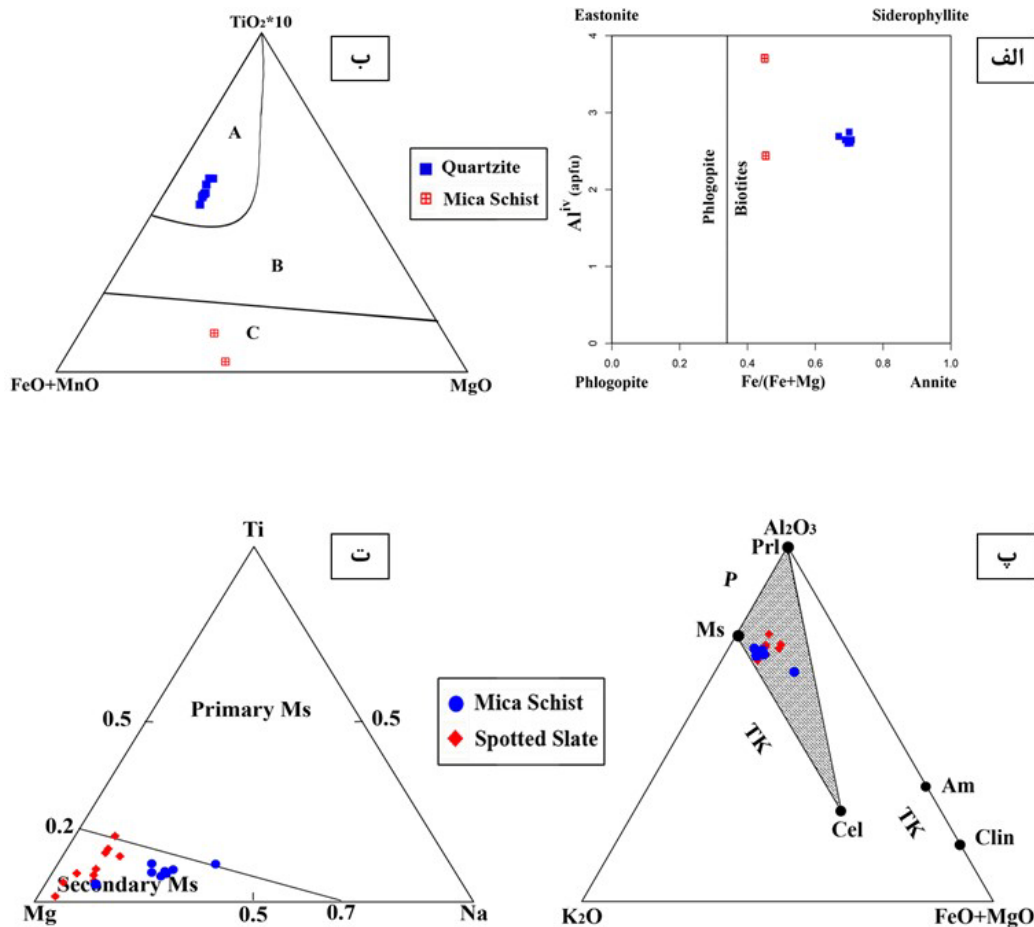 TiO₂*10
ب
A
B
C
FeO+MnO
MgO
Quartzite
Mica Schist
Eastonite
Siderophyllite
الف
Al^iv (apfu)
4
3
2
1
0
Phlogopite
Biotites
0.0
0.2
0.4
0.6
0.8
1.0
Phlogopite
Fe/(Fe+Mg)
Annite
Ti
ت
Primary Ms
0.5
0.5
0.2
Secondary Ms
Mg
0.5
0.7
Na
Mica Schist
Spotted Slate
Al₂O₃
Prl
پ
P
Ms
TK
Cel
TK
Am
Clin
K₂O
FeO+MgO